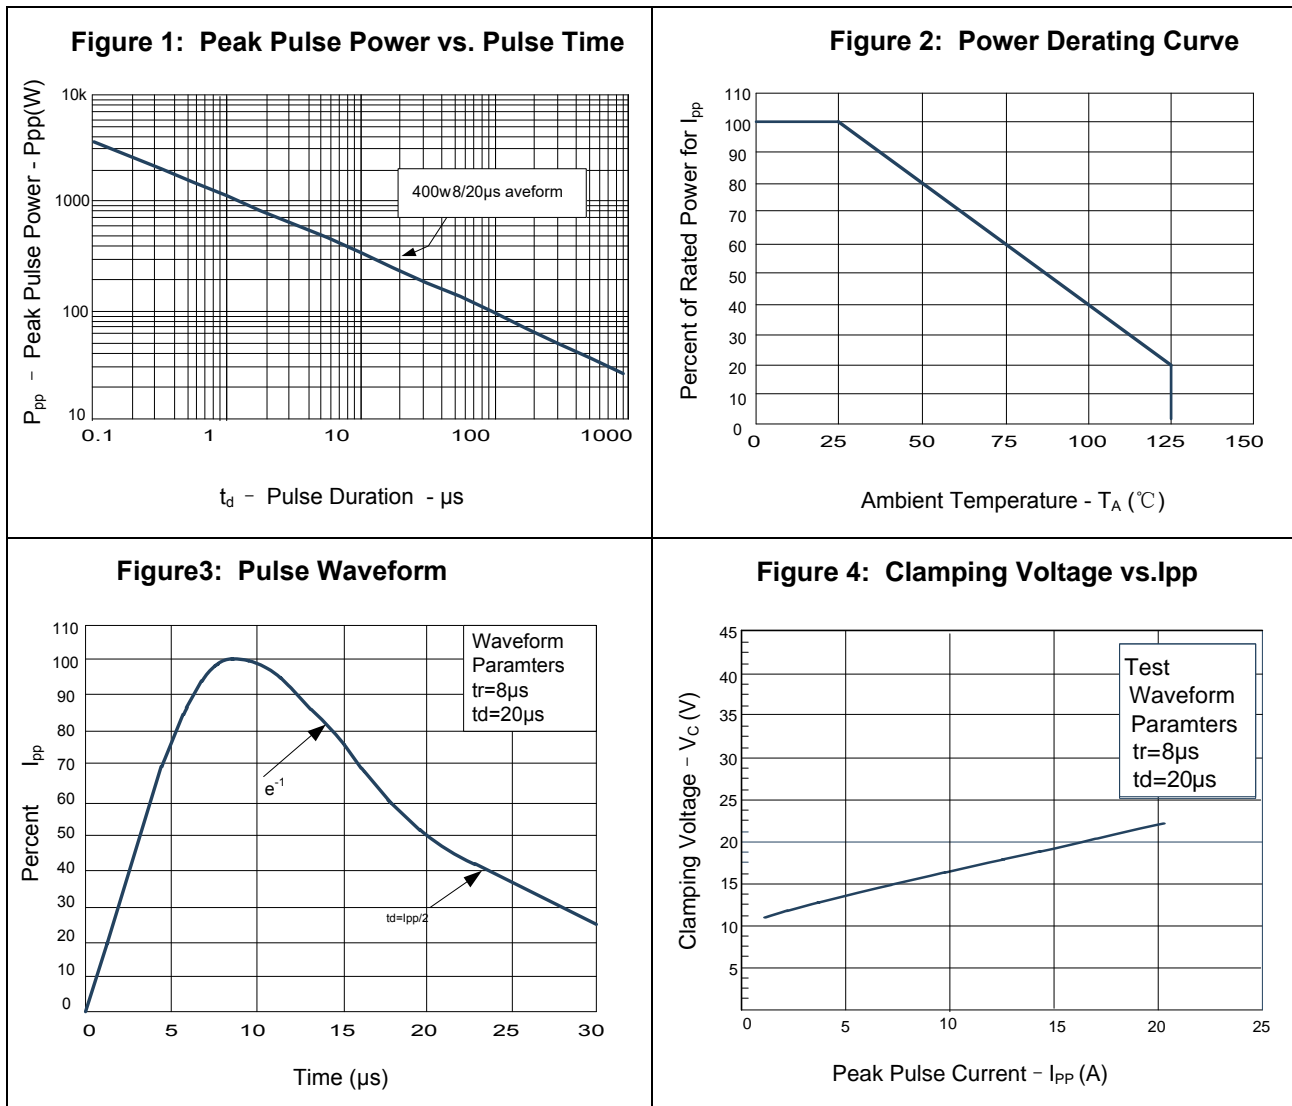 Figure 1: Peak Pulse Power vs. Pulse Time
Ppp – Peak Pulse Power - Ppp(W)
10k
1000
100
10
400w8/20µs aveform
0.1 1 10 100 1000
td – Pulse Duration - µs
Figure 2: Power Derating Curve
Percent of Rated Power for Ipp
110
100
90
80
70
60
50
40
30
20
10
0
0 25 50 75 100 125 150
Ambient Temperature - TA (℃)
Figure3: Pulse Waveform
Percent Ipp
110
100
90
80
70
60
50
40
30
20
10
0
Waveform
Paramters
tr=8µs
td=20µs
e-1
td=Ipp/2
0 5 10 15 20 25 30
Time (µs)
Figure 4: Clamping Voltage vs.Ipp
Clamping Voltage – VC (V)
45
40
35
30
25
20
15
10
5
Test
Waveform
Paramters
tr=8µs
td=20µs
0 5 10 15 20 25
Peak Pulse Current – IPP (A)